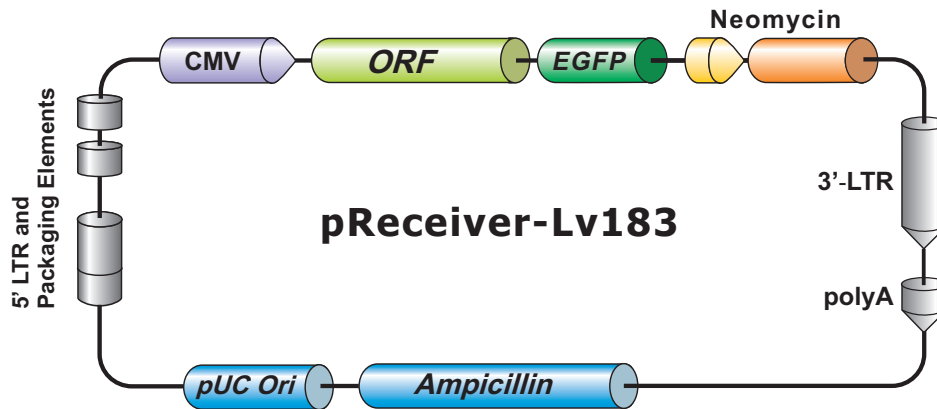 Neomycin
CMV
ORF
EGFP
5’ LTR and
Packaging Elements
3’-LTR
pReceiver-Lv183
polyA
pUC Ori
Ampicillin